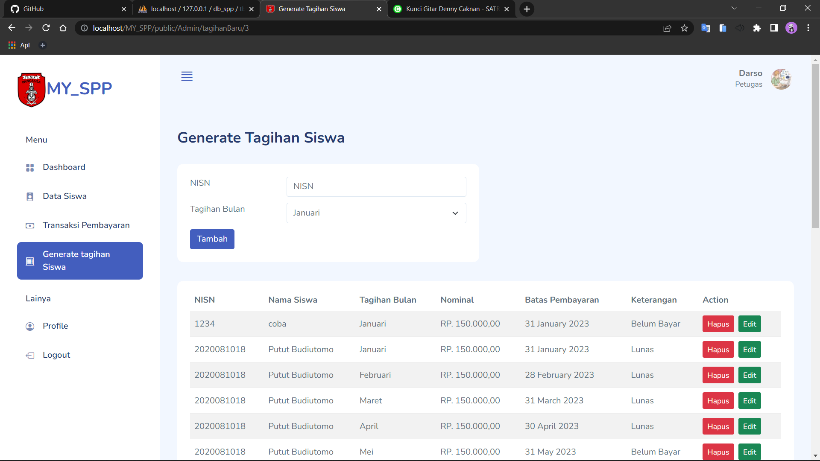 GitHub
localhost / 127.0.0.1 / db_spp /
Generate Tagihan Siswa
Kunci Gitar Denny Caknan - SAT
localhost/MY_SPP/public/Admin/tagihanBaru/3
Apl
MY_SPP
Darso
Petugas
Menu
Dashboard
Data Siswa
Transaksi Pembayaran
Generate tagihan
Siswa
Lainya
Profile
Logout
Generate Tagihan Siswa
NISN
NISN
Tagihan Bulan
Januari
Tambah
NISN Nama Siswa Tagihan Bulan Nominal Batas Pembayaran Keterangan Action
1234 coba Januari RP. 150.000,00 31 January 2023 Belum Bayar Hapus Edit
2020081018 Putut Budiutomo Januari RP. 150.000,00 31 January 2023 Lunas Hapus Edit
2020081018 Putut Budiutomo Februari RP. 150.000,00 28 February 2023 Lunas Hapus Edit
2020081018 Putut Budiutomo Maret RP. 150.000,00 31 March 2023 Lunas Hapus Edit
2020081018 Putut Budiutomo April RP. 150.000,00 30 April 2023 Lunas Hapus Edit
2020081018 Putut Budiutomo Mei RP. 150.000,00 31 May 2023 Belum Bayar Hapus Edit